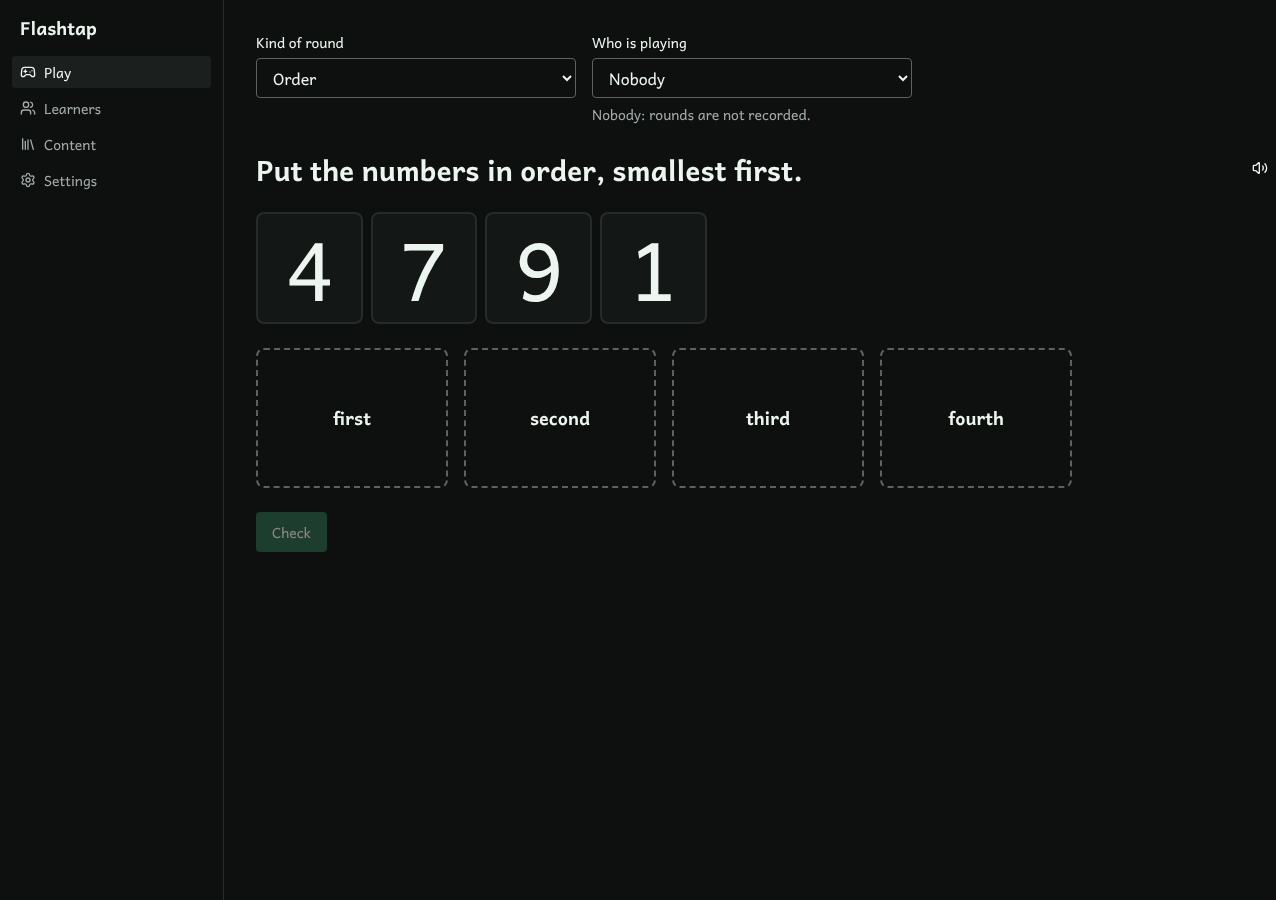 Flashtap
Play
Learners
Content
Settings
Kind of round
Order
Who is playing
Nobody
Nobody: rounds are not recorded.
Put the numbers in order, smallest first.
4 7 9 1
first second third fourth
Check